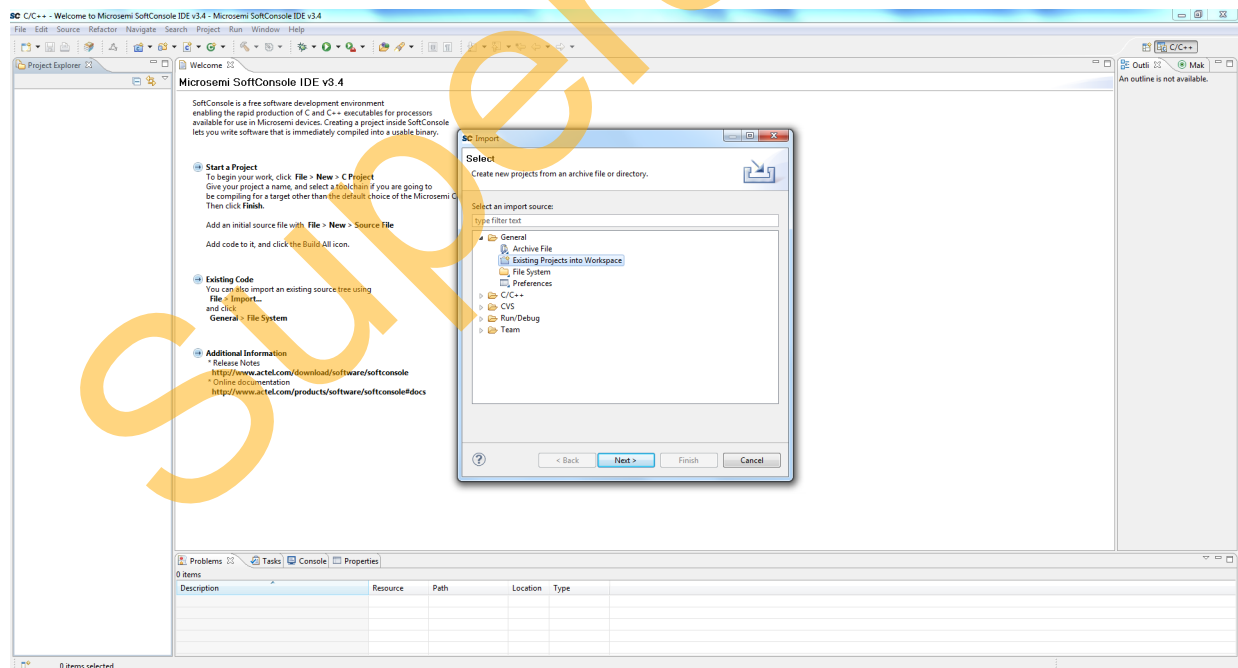 SC C/C++ - Welcome to Microsemi SoftConsole IDE v3.4 - Microsemi SoftConsole IDE v3.4
File Edit Source Refactor Navigate Search Project Run Window Help
C/C++
Project Explorer
Welcome
Outli
Mak
Microsemi SoftConsole IDE v3.4
An outline is not available.
SoftConsole is a free software development environment
enabling the rapid production of C and C++ executables for processors
available for use in Microsemi devices. Creating a project inside SoftConsole
lets you write software that is immediately compiled into a usable binary.
Start a Project
To begin your work, click File > New > C Project
Give your project a name, and select a toolchain if you are going to
be compiling for a target other than the default choice of the Microsemi C
Then click Finish.
Add an initial source file with File > New > Source File
Add code to it, and click the Build All icon.
Existing Code
You can also import an existing source tree using
File > Import...
and click
General > File System
Additional Information
* Release Notes
http://www.actel.com/download/software/softconsole
* Online documentation
http://www.actel.com/products/software/softconsole#docs
SC Import
Select
Create new projects from an archive file or directory.
Select an import source:
type filter text
General
Archive File
Existing Projects into Workspace
File System
Preferences
C/C++
CVS
Run/Debug
Team
?
< Back
Next >
Finish
Cancel
Problems
Tasks
Console
Properties
0 items
Description Resource Path Location Type
0 items selected